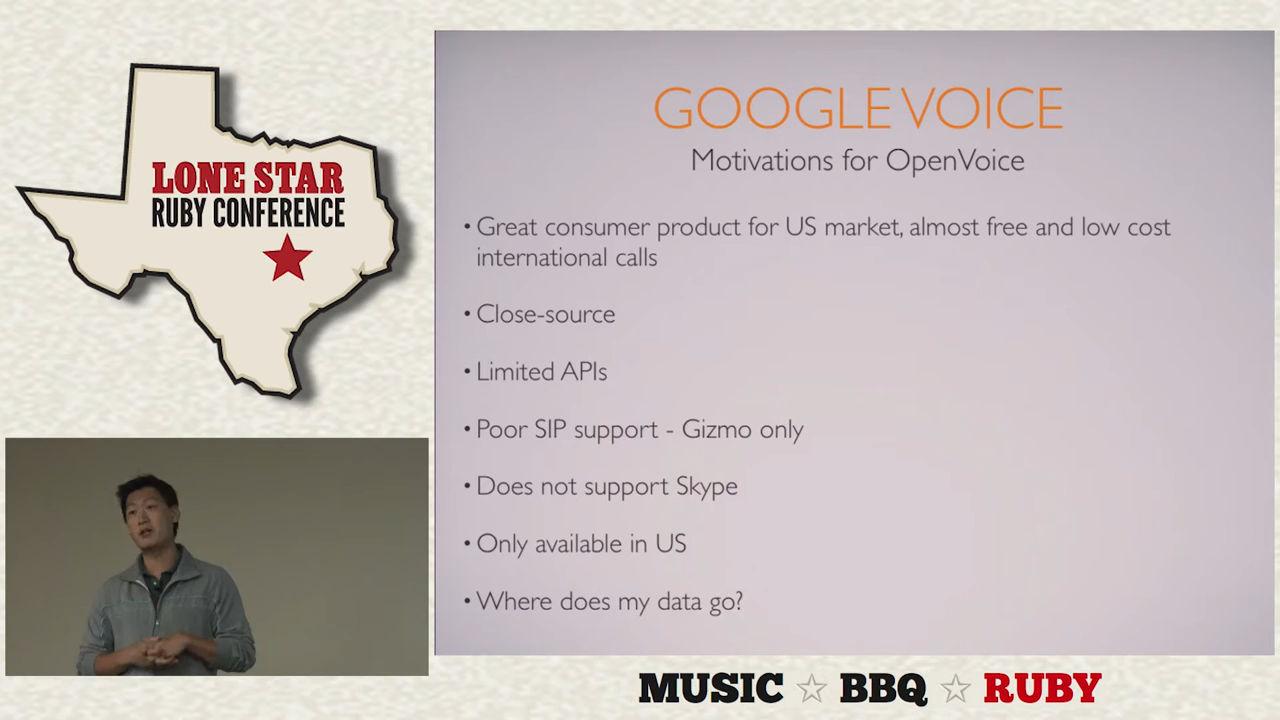 LONE STAR
RUBY CONFERENCE
GOOGLE VOICE
Motivations for OpenVoice
• Great consumer product for US market, almost free and low cost
international calls
• Close-source
• Limited APIs
• Poor SIP support - Gizmo only
• Does not support Skype
• Only available in US
• Where does my data go?
MUSIC ☆ BBQ ☆ RUBY